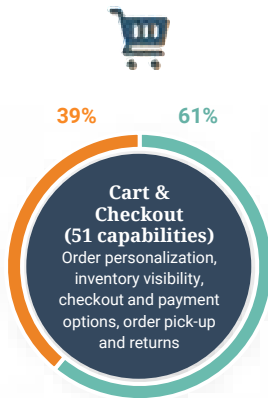 39% 61%
Cart &
Checkout
(51 capabilities)
Order personalization,
inventory visibility,
checkout and payment
options, order pick-up
and returns